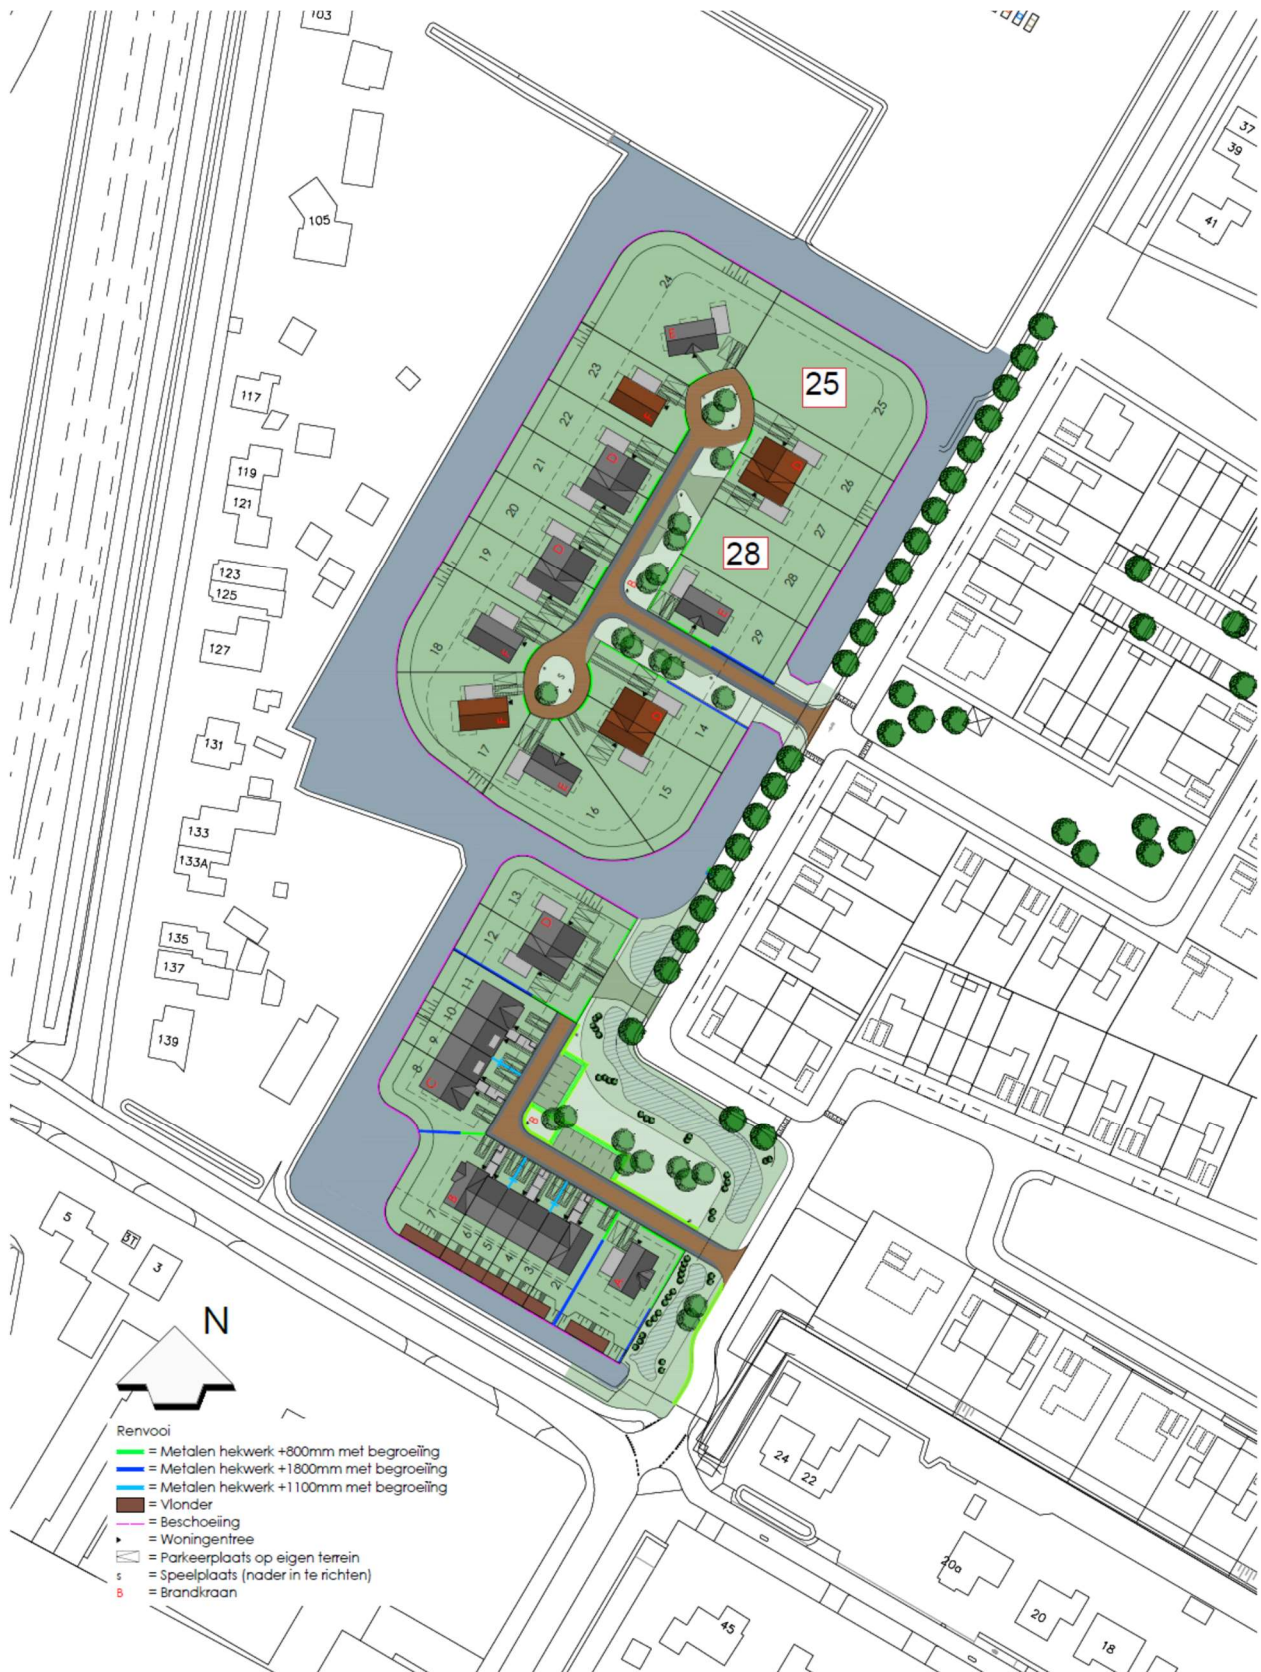 103
37
39
41
105
24
25
25
23
117
22
21
26
119
121
20
27
28
19
28
123
125
29
127
18
14
131
17
15
16
133
133A
13
12
135
137
11
10
9
139
8
7
6
5
4
3
2
5
3T
3
N
24
22
20a
20
18
45
F
F
G
D
D
F
E
B
F
G
E
s
D
C
B
B
A
Renvooi
= Metalen hekwerk +800mm met begroeiïng
= Metalen hekwerk +1800mm met begroeiïng
= Metalen hekwerk +1100mm met begroeiïng
= Vlonder
= Beschoeiïng
= Woningentree
= Parkeerplaats op eigen terrein
s = Speelplaats (nader in te richten)
B = Brandkraan